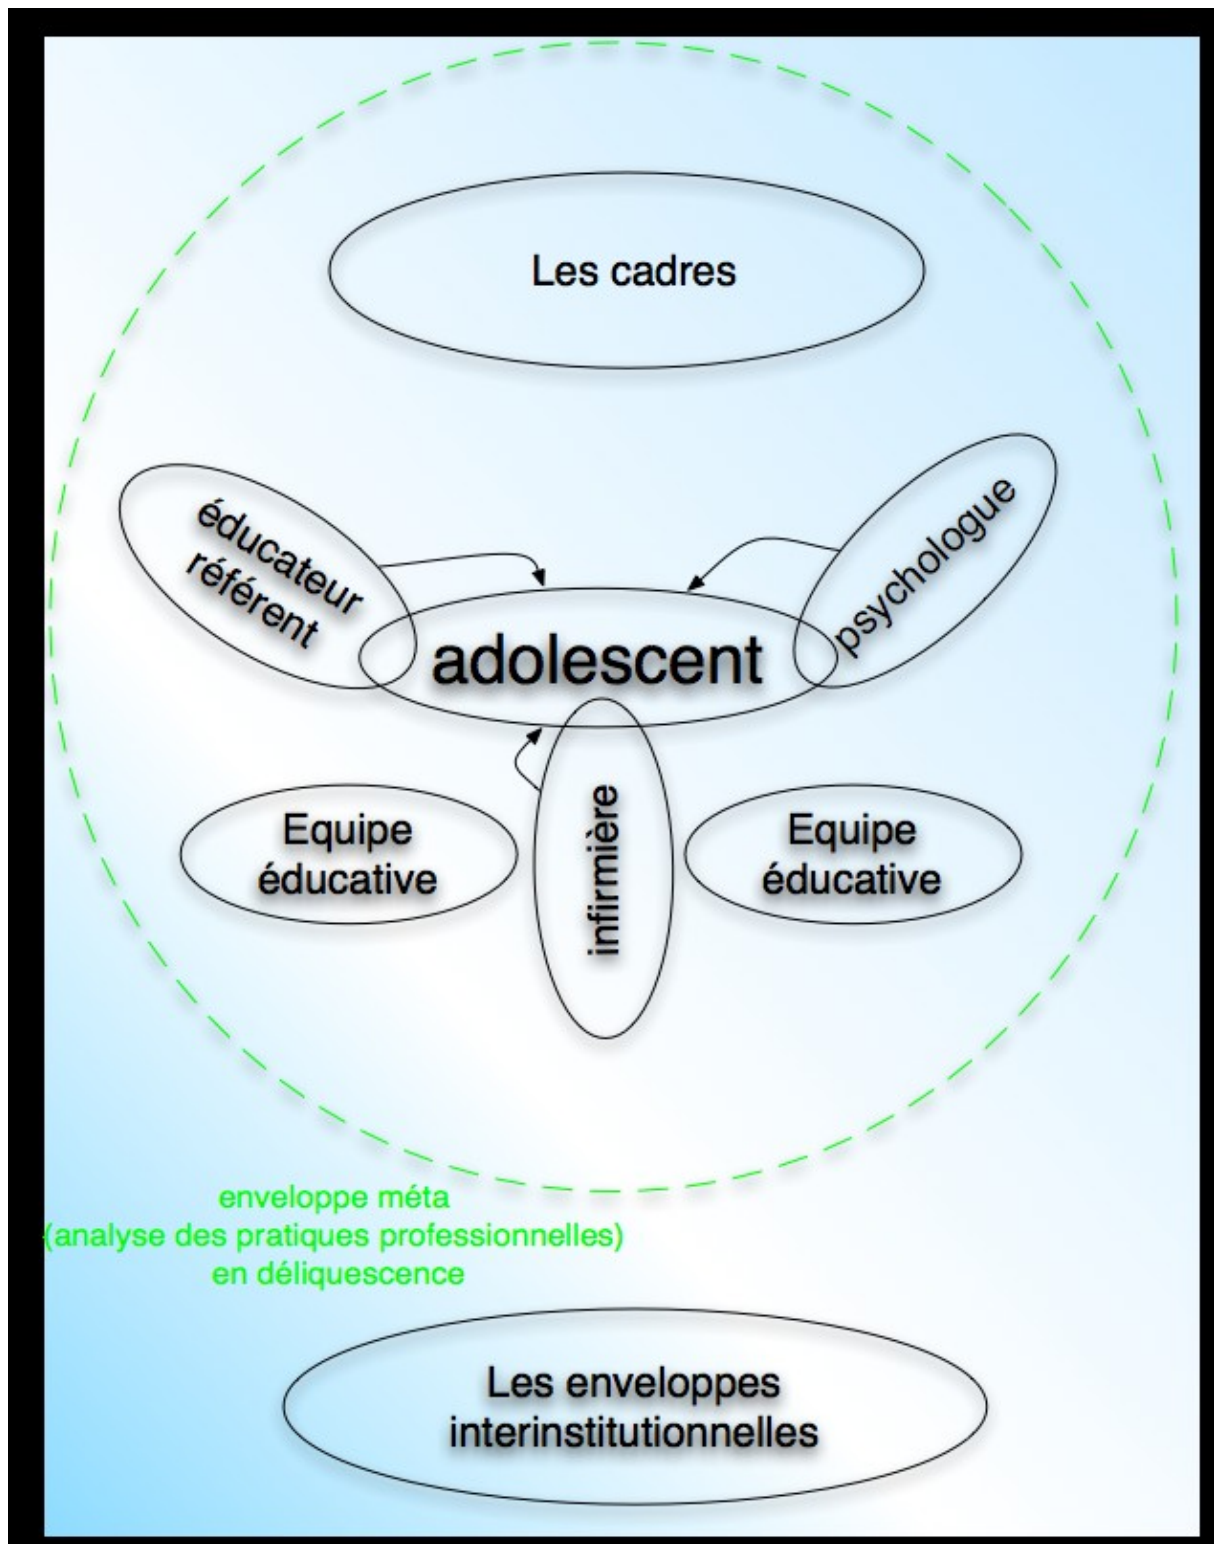 Les cadres
éducateur
référent
psychologue
adolescent
Equipe
éducative
infirmière
Equipe
éducative
enveloppe méta
(analyse des pratiques professionnelles)
en déliquescence
Les enveloppes
interinstitutionnelles